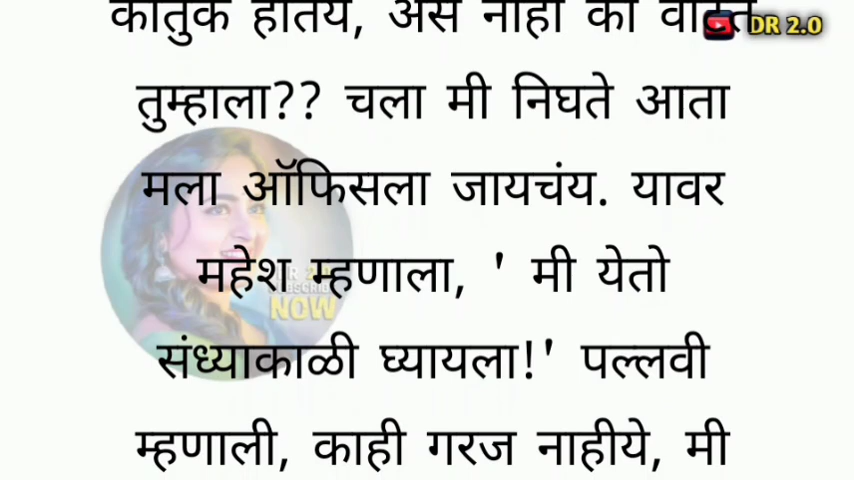 कौतुक होतंय, असं नाही का वाटत
DR 2.0
तुम्हाला?? चला मी निघते आता
मला ऑफिसला जायचंय. यावर
महेश म्हणाला, ' मी येतो
NOW
संध्याकाळी घ्यायला!' पल्लवी
म्हणाली, काही गरज नाहीये, मी